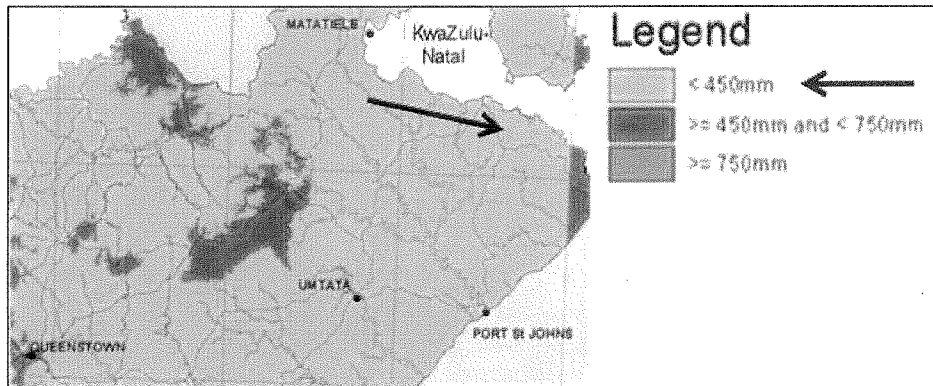 MATATIELE
KwaZulu-
Natal
UMTATA
PORT St JOHNS
QUEENSTOWN
Legend
< 450mm
>= 450mm and < 750mm
>= 750mm